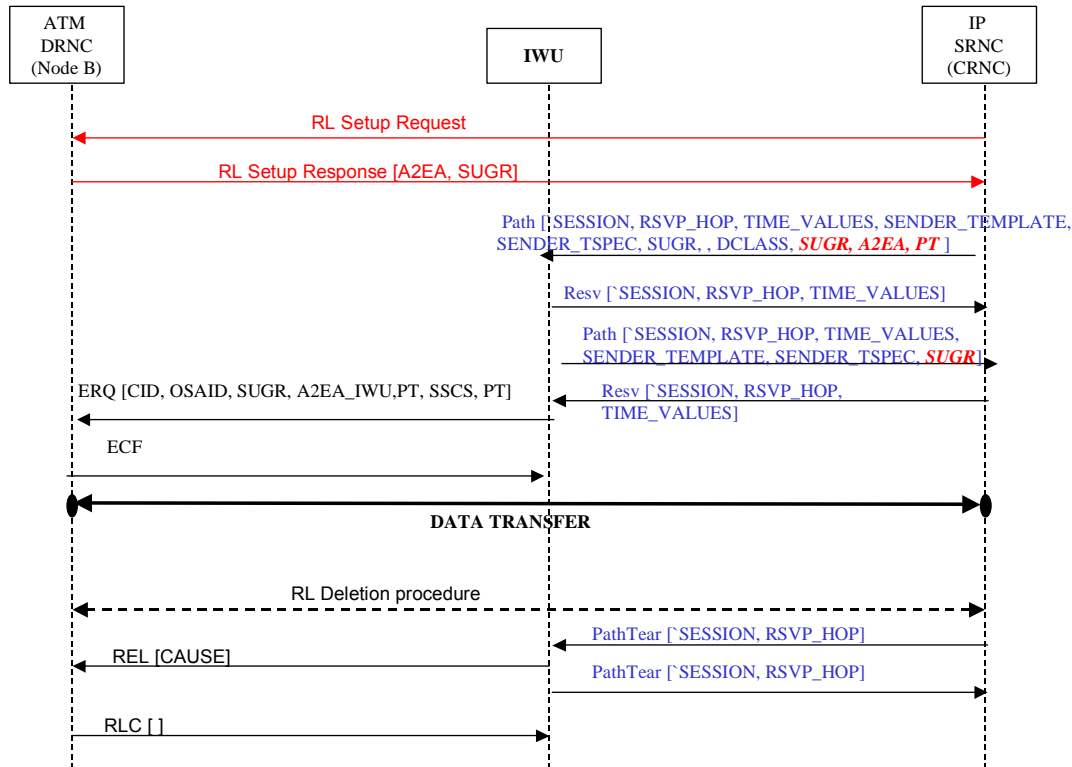 ATM
DRNC
(Node B)
IWU
IP
SRNC
(CRNC)
RL Setup Request
RL Setup Response [A2EA, SUGR]
Path [`SESSION, RSVP_HOP, TIME_VALUES, SENDER_TEMPLATE,
SENDER_TSPEC, SUGR, , DCLASS, SUGR, A2EA, PT ]
Resv [`SESSION, RSVP_HOP, TIME_VALUES]
Path [`SESSION, RSVP_HOP, TIME_VALUES,
SENDER_TEMPLATE, SENDER_TSPEC, SUGR]
ERQ [CID, OSAID, SUGR, A2EA_IWU,PT, SSCS, PT]
Resv [`SESSION, RSVP_HOP,
TIME_VALUES]
ECF
DATA TRANSFER
RL Deletion procedure
PathTear [`SESSION, RSVP_HOP]
REL [CAUSE]
PathTear [`SESSION, RSVP_HOP]
RLC [ ]